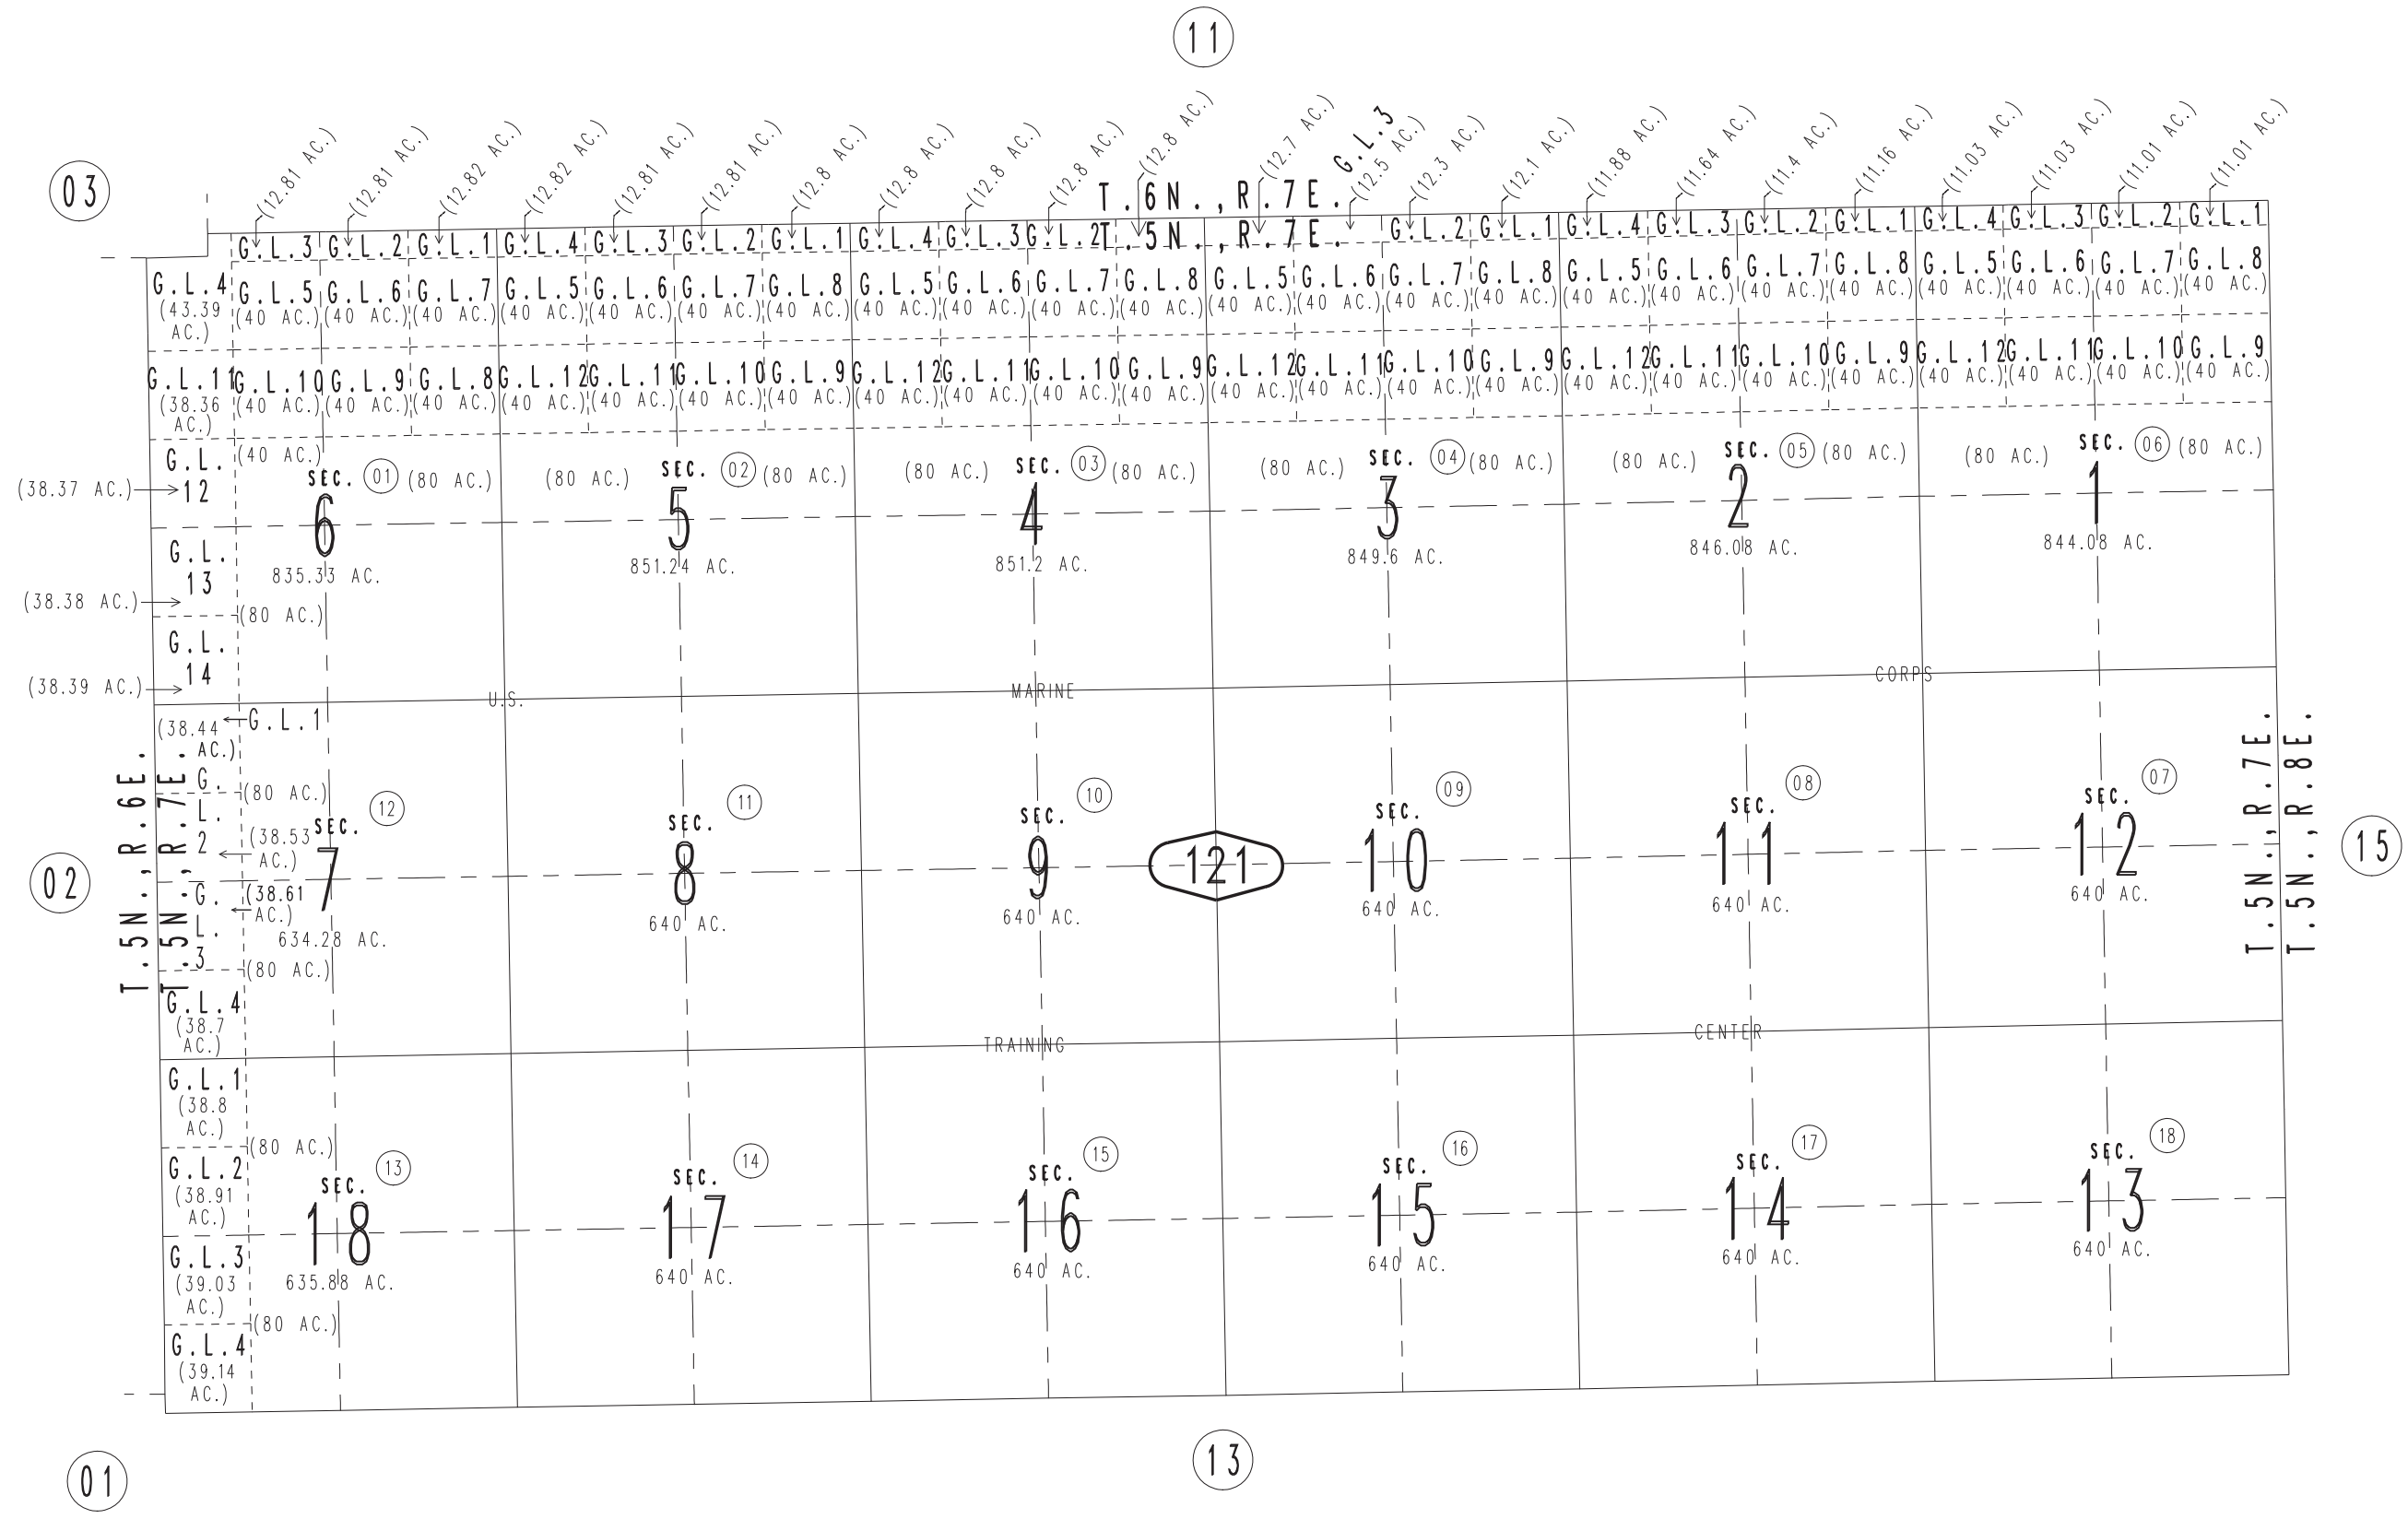 11
03
(12.81 AC.) (12.81 AC.) (12.82 AC.) (12.82 AC.) (12.81 AC.) (12.81 AC.) (12.8 AC.) (12.8 AC.) (12.8 AC.) (12.8 AC.) (12.8 AC.) (12.7 AC.) G.L.3 (12.5 AC.) (12.3 AC.) (12.1 AC.) (11.88 AC.) (11.64 AC.) (11.4 AC.) (11.16 AC.) (11.03 AC.) (11.03 AC.) (11.01 AC.) (11.01 AC.)
T.6N.,R.7E.
T.5N.,R.7E.
G.L.3 G.L.2 G.L.1 G.L.4 G.L.3 G.L.2 G.L.1 G.L.4 G.L.3 G.L.2 G.L.2 G.L.1 G.L.4 G.L.3 G.L.2 G.L.1 G.L.4 G.L.3 G.L.2 G.L.1
G.L.4 G.L.5 G.L.6 G.L.7 G.L.5 G.L.6 G.L.7 G.L.8 G.L.5 G.L.6 G.L.7 G.L.8 G.L.5 G.L.6 G.L.7 G.L.8 G.L.5 G.L.6 G.L.7 G.L.8 G.L.5 G.L.6 G.L.7 G.L.8
(43.39 AC.) (40 AC.) (40 AC.) (40 AC.) (40 AC.) (40 AC.) (40 AC.) (40 AC.) (40 AC.) (40 AC.) (40 AC.) (40 AC.) (40 AC.) (40 AC.) (40 AC.) (40 AC.) (40 AC.) (40 AC.) (40 AC.) (40 AC.) (40 AC.) (40 AC.) (40 AC.) (40 AC.)
G.L.11 G.L.10 G.L.9 G.L.8 G.L.12 G.L.11 G.L.10 G.L.9 G.L.12 G.L.11 G.L.10 G.L.9 G.L.12 G.L.11 G.L.10 G.L.9 G.L.12 G.L.11 G.L.10 G.L.9 G.L.12 G.L.11 G.L.10 G.L.9
(38.36 AC.) (40 AC.) (40 AC.) (40 AC.) (40 AC.) (40 AC.) (40 AC.) (40 AC.) (40 AC.) (40 AC.) (40 AC.) (40 AC.) (40 AC.) (40 AC.) (40 AC.) (40 AC.) (40 AC.) (40 AC.) (40 AC.) (40 AC.) (40 AC.) (40 AC.) (40 AC.) (40 AC.)
(38.37 AC.) G.L. 12 (40 AC.)
SEC. 01 (80 AC.) (80 AC.) SEC. 02 (80 AC.) (80 AC.) SEC. 03 (80 AC.) (80 AC.) SEC. 04 (80 AC.) (80 AC.) SEC. 05 (80 AC.) (80 AC.) SEC. 06 (80 AC.)
6 5 4 3 2 1
835.33 AC. 851.24 AC. 851.2 AC. 849.6 AC. 846.08 AC. 844.08 AC.
(38.38 AC.) G.L. 13 (80 AC.)
(38.39 AC.) G.L. 14
U.S. MARINE CORPS
(38.44 AC.) G.L.1
T.5N.,R.6E.
T.5N.,R.7E.
G.L.2 (80 AC.)
(38.53 AC.)
SEC. 12 SEC. 11 SEC. 10 SEC. 09 SEC. 08 SEC. 07
7 8 9 121 10 11 12
02
15
G.L.3 (38.61 AC.)
634.28 AC. 640 AC. 640 AC. 640 AC. 640 AC. 640 AC.
T.5N.,R.7E.
T.5N.,R.8E.
(80 AC.)
G.L.4
(38.7 AC.)
TRAINING CENTER
G.L.1
(38.8 AC.)
(80 AC.)
G.L.2
(38.91 AC.)
SEC. 13 SEC. 14 SEC. 15 SEC. 16 SEC. 17 SEC. 18
18 17 16 15 14 13
G.L.3
(39.03 AC.)
635.88 AC. 640 AC. 640 AC. 640 AC. 640 AC. 640 AC.
(80 AC.)
G.L.4
(39.14 AC.)
01
13